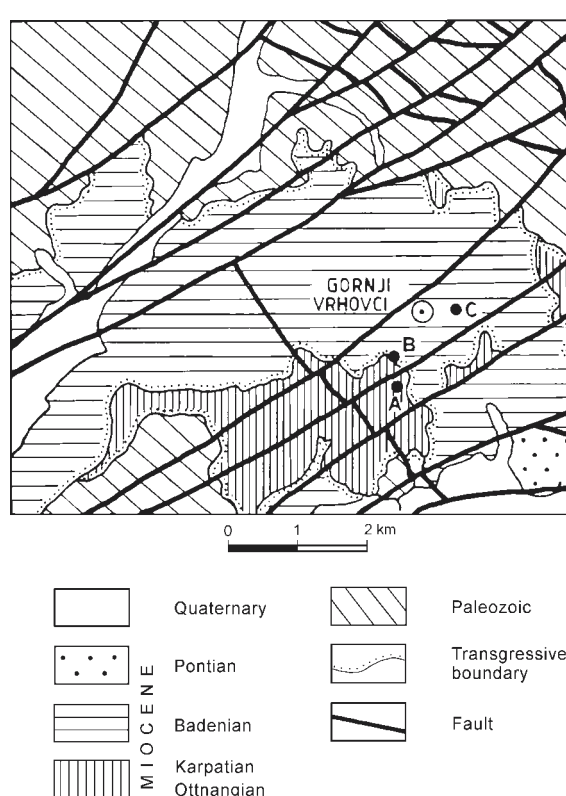 GORNJI
VRHOVCI
C
B
A
0 1 2 km
Quaternary
Pontian
Badenian
Karpatian
Ottnangian
MIOCENE
Paleozoic
Transgressive
boundary
Fault